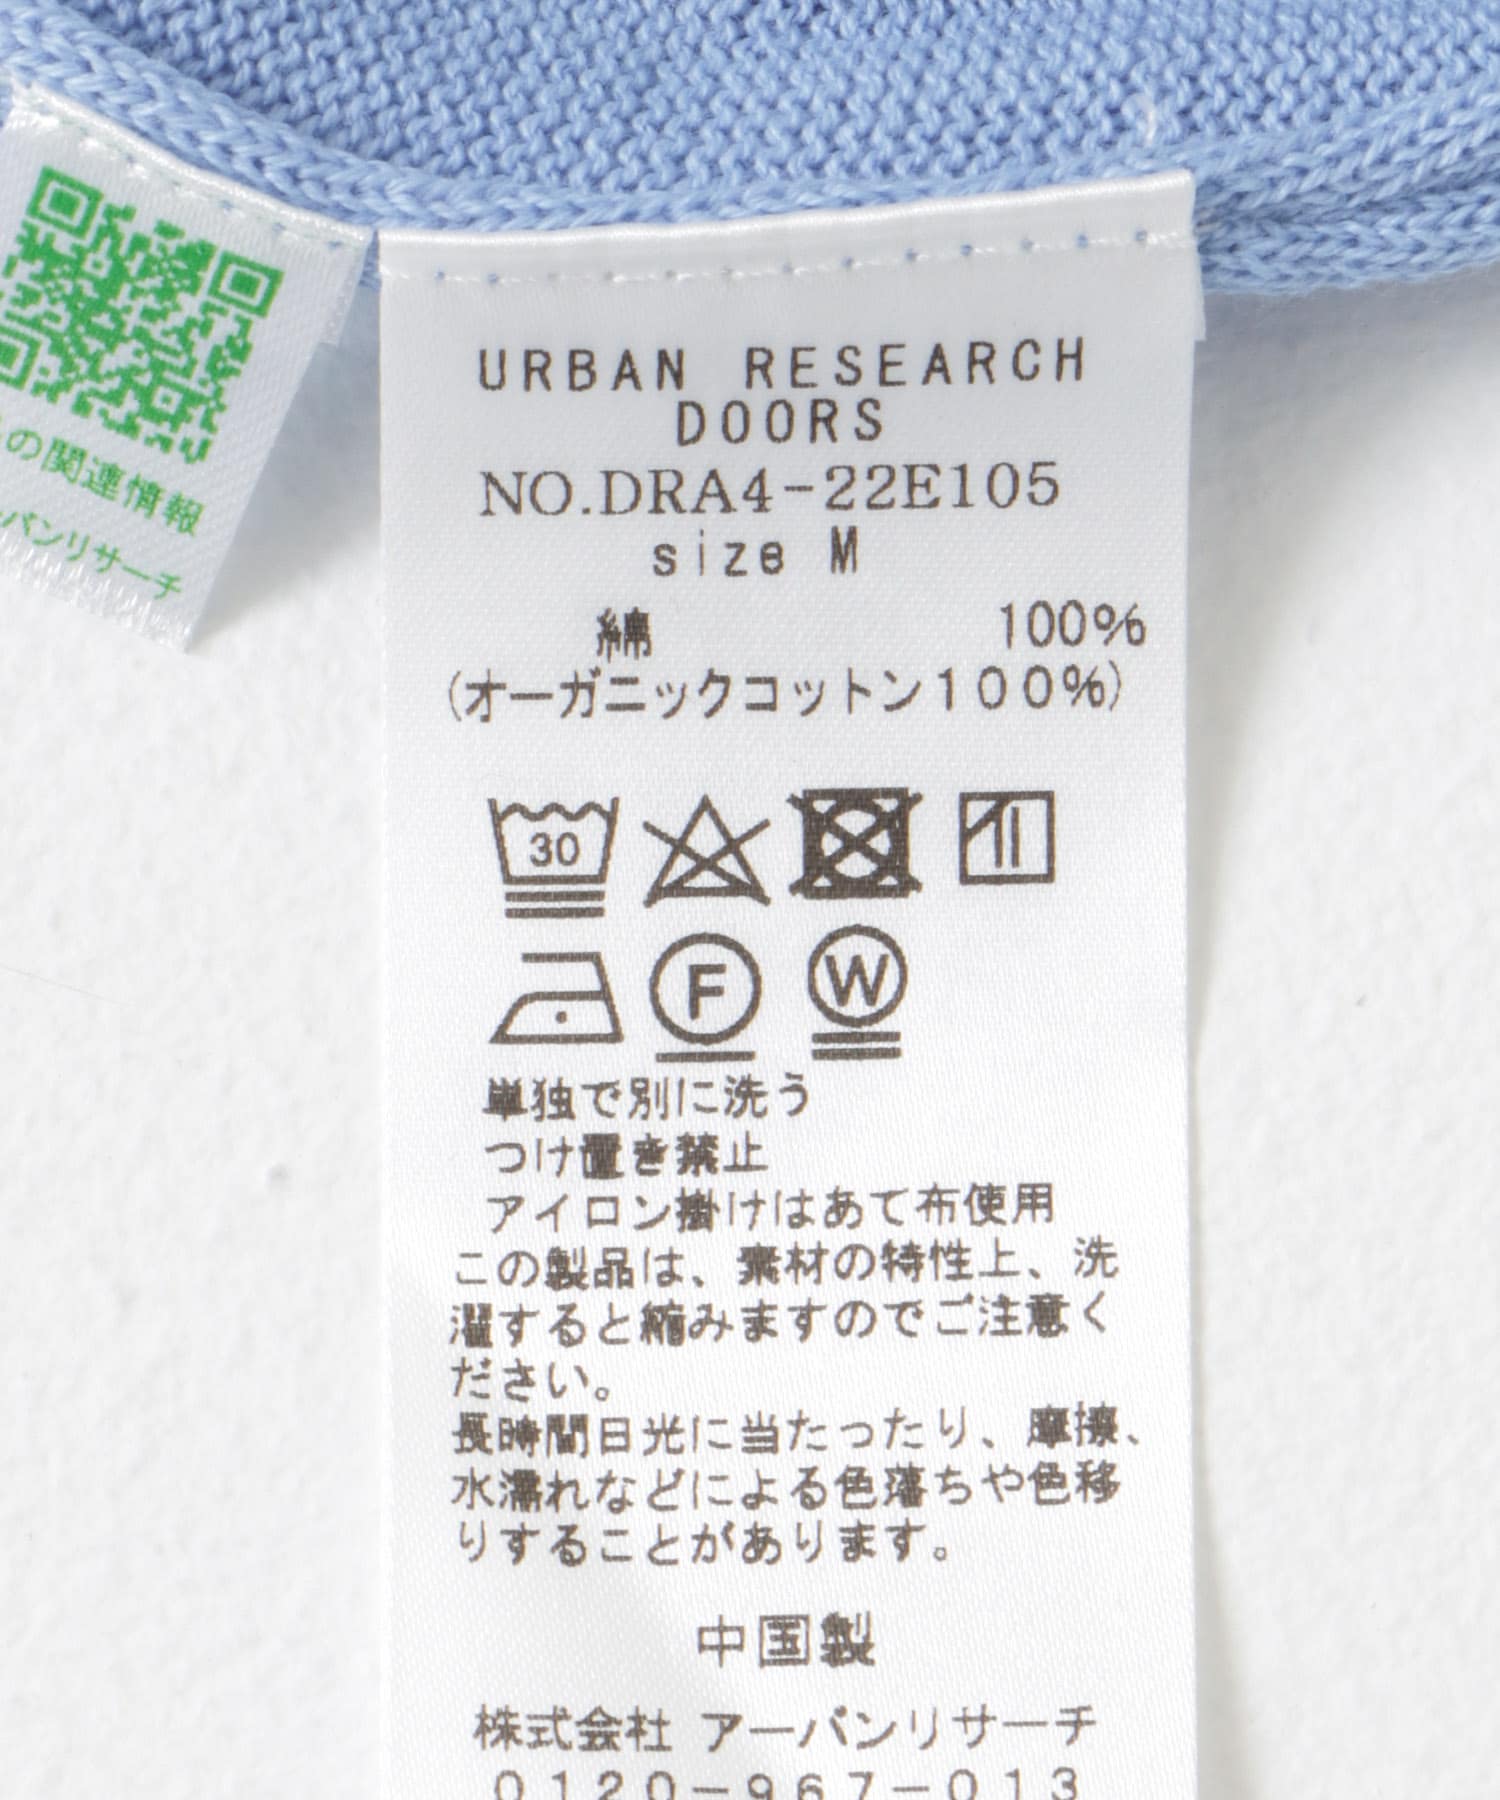 の関連情報
ーバンリサーチ
URBAN RESEARCH
DOORS
NO.DRA4-22E105
size M
綿 100%
(オーガニックコットン100%)
30
F
W
単独で別に洗う
つけ置き禁止
アイロン掛けはあて布使用
この製品は、素材の特性上、洗
濯すると縮みますのでご注意く
ださい。
長時間日光に当たったり、摩擦、
水濡れなどによる色落ちや色移
りすることがあります。
中国製
株式会社 アーバンリサーチ
0120-967-013